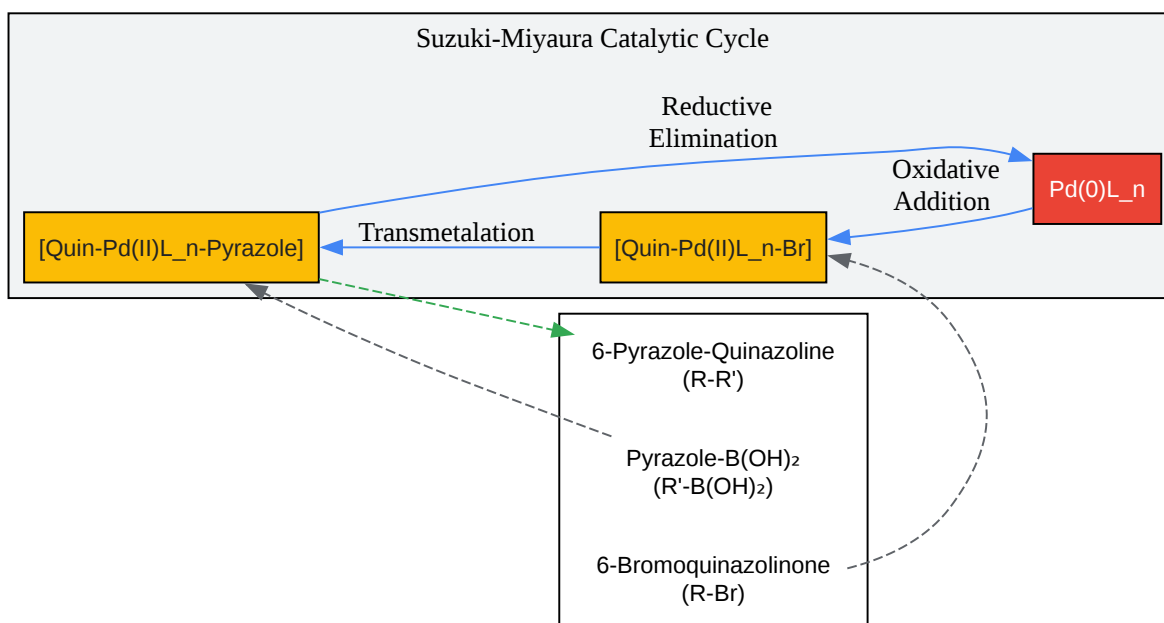 Suzuki-Miyaura Catalytic Cycle
Reductive
Elimination
Oxidative
Addition
Pd(0)L_n
[Quin-Pd(II)L_n-Pyrazole]
Transmetalation
[Quin-Pd(II)L_n-Br]
6-Pyrazole-Quinazoline
(R-R')
Pyrazole-B(OH)₂
(R'-B(OH)₂)
6-Bromoquinazolinone
(R-Br)